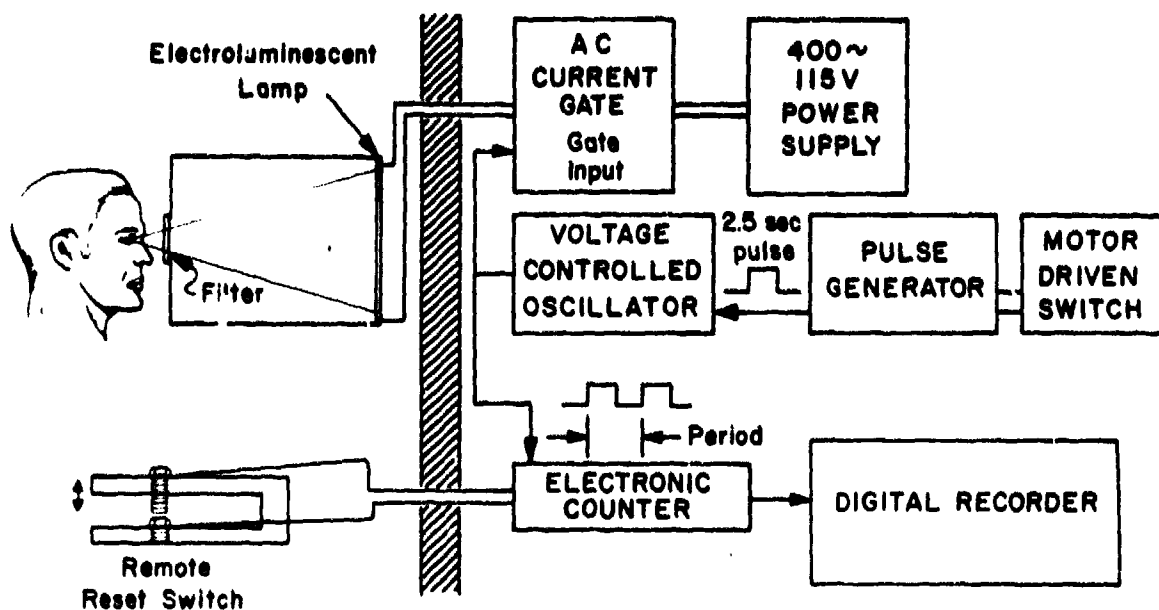 Electroluminescent
Lamp
Filter
A C
CURRENT
GATE
Gate
Input
400~
115V
POWER
SUPPLY
VOLTAGE
CONTROLLED
OSCILLATOR
2.5 sec
pulse
PULSE
GENERATOR
MOTOR
DRIVEN
SWITCH
Period
ELECTRONIC
COUNTER
DIGITAL RECORDER
Remote
Reset Switch